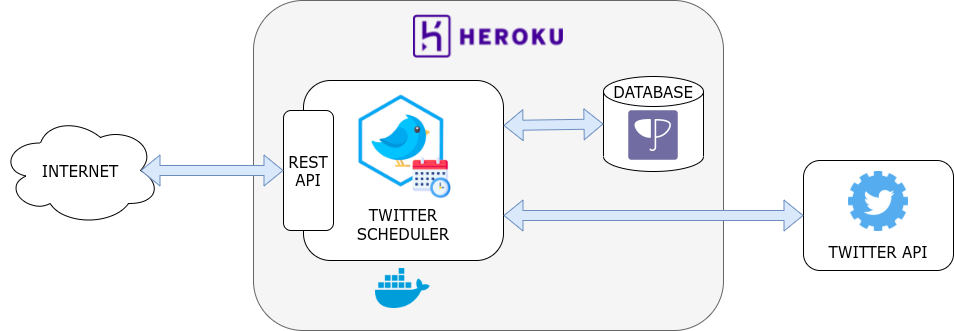 HEROKU
DATABASE
REST
API
INTERNET
TWITTER
SCHEDULER
TWITTER API